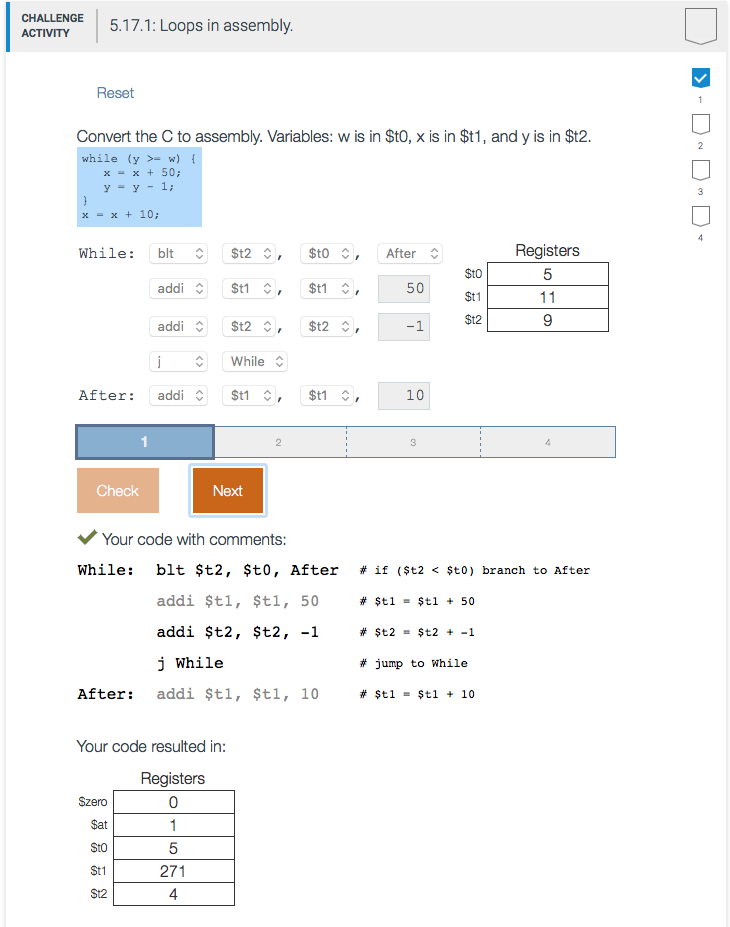 CHALLENGE ACTIVITY
5.17.1: Loops in assembly.
Reset
1
2
3
4
Convert the C to assembly. Variables: w is in $t0, x is in $t1, and y is in $t2.
while (y >= w) {
x = x + 50;
y = y - 1;
}
x = x + 10;
While: blt $t2 , $t0 , After
addi $t1 , $t1 , 50
addi $t2 , $t2 , -1
j While
After: addi $t1 , $t1 , 10
Registers
$t0 5
$t1 11
$t2 9
1 2 3 4
Check Next
Your code with comments:
While: blt $t2, $t0, After # if ($t2 < $t0) branch to After
addi $t1, $t1, 50 # $t1 = $t1 + 50
addi $t2, $t2, -1 # $t2 = $t2 + -1
j While # jump to While
After: addi $t1, $t1, 10 # $t1 = $t1 + 10
Your code resulted in:
Registers
$zero 0
$at 1
$t0 5
$t1 271
$t2 4